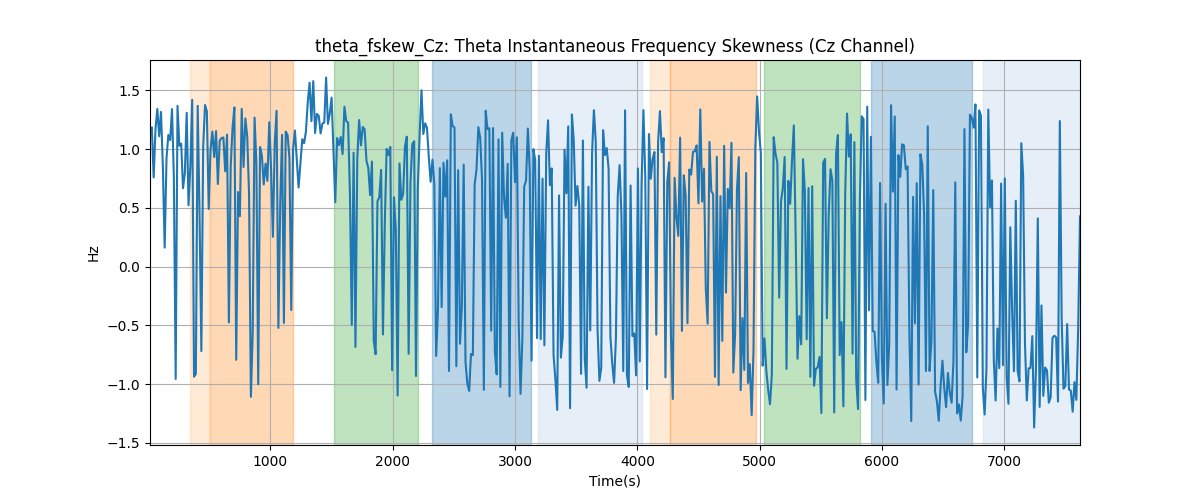 theta_fskew_Cz: Theta Instantaneous Frequency Skewness (Cz Channel)
1.5
1.0
0.5
0.0
−0.5
−1.0
−1.5
Hz
1000 2000 3000 4000 5000 6000 7000
Time(s)